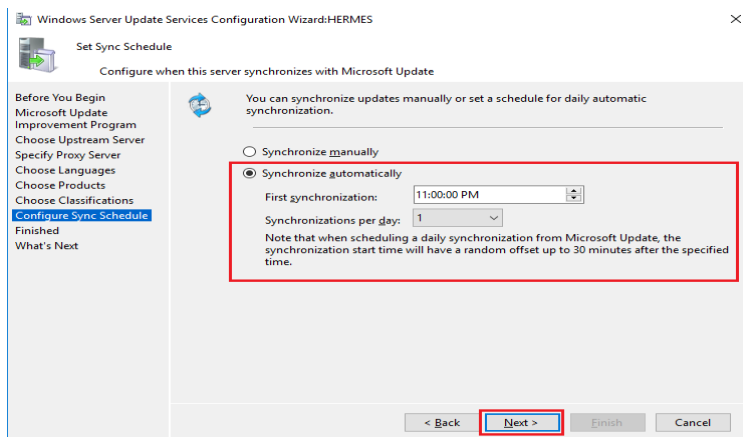 Windows Server Update Services Configuration Wizard:HERMES
Set Sync Schedule
Configure when this server synchronizes with Microsoft Update
Before You Begin
Microsoft Update
Improvement Program
Choose Upstream Server
Specify Proxy Server
Choose Languages
Choose Products
Choose Classifications
Configure Sync Schedule
Finished
What's Next
You can synchronize updates manually or set a schedule for daily automatic
synchronization.
Synchronize manually
Synchronize automatically
First synchronization: 11:00:00 PM
Synchronizations per day: 1
Note that when scheduling a daily synchronization from Microsoft Update, the
synchronization start time will have a random offset up to 30 minutes after the specified
time.
< Back Next > Finish Cancel